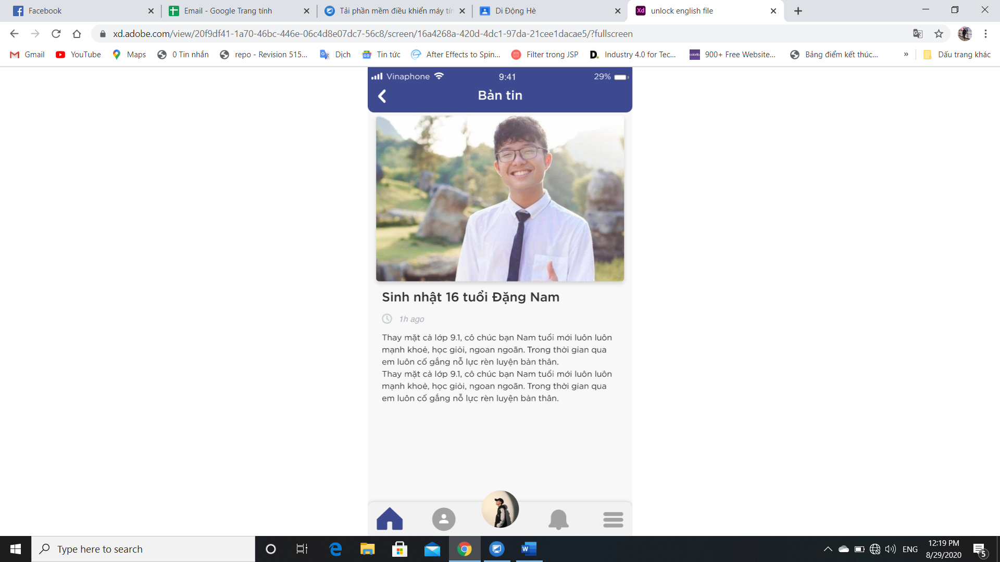 Facebook
Email - Google Trang tính
Tải phần mềm điều khiển máy tín
Di Động Hè
Xd
unlock english file
xd.adobe.com/view/20f9df41-1a70-46bc-446e-06c4d8e07dc7-56c8/screen/16a4268a-420d-4dc1-97da-21cee1dacae5/?fullscreen
Gmail
YouTube
Maps
0 Tin nhắn
repo - Revision 515...
Dịch
Tin tức
After Effects to Spin...
Filter trong JSP
D.
Industry 4.0 for Tec...
colorlib
900+ Free Website...
Bảng điểm kết thúc...
»
Dấu trang khác
Vinaphone
9:41
29%
Bản tin
Sinh nhật 16 tuổi Đặng Nam
1h ago
Thay mặt cả lớp 9.1, cô chúc bạn Nam tuổi mới luôn luôn
mạnh khoẻ, học giỏi, ngoan ngoãn. Trong thời gian qua
em luôn cố gắng nỗ lực rèn luyện bản thân.
Thay mặt cả lớp 9.1, cô chúc bạn Nam tuổi mới luôn luôn
mạnh khoẻ, học giỏi, ngoan ngoãn. Trong thời gian qua
em luôn cố gắng nỗ lực rèn luyện bản thân.
Type here to search
W
ENG
12:19 PM
8/29/2020
5